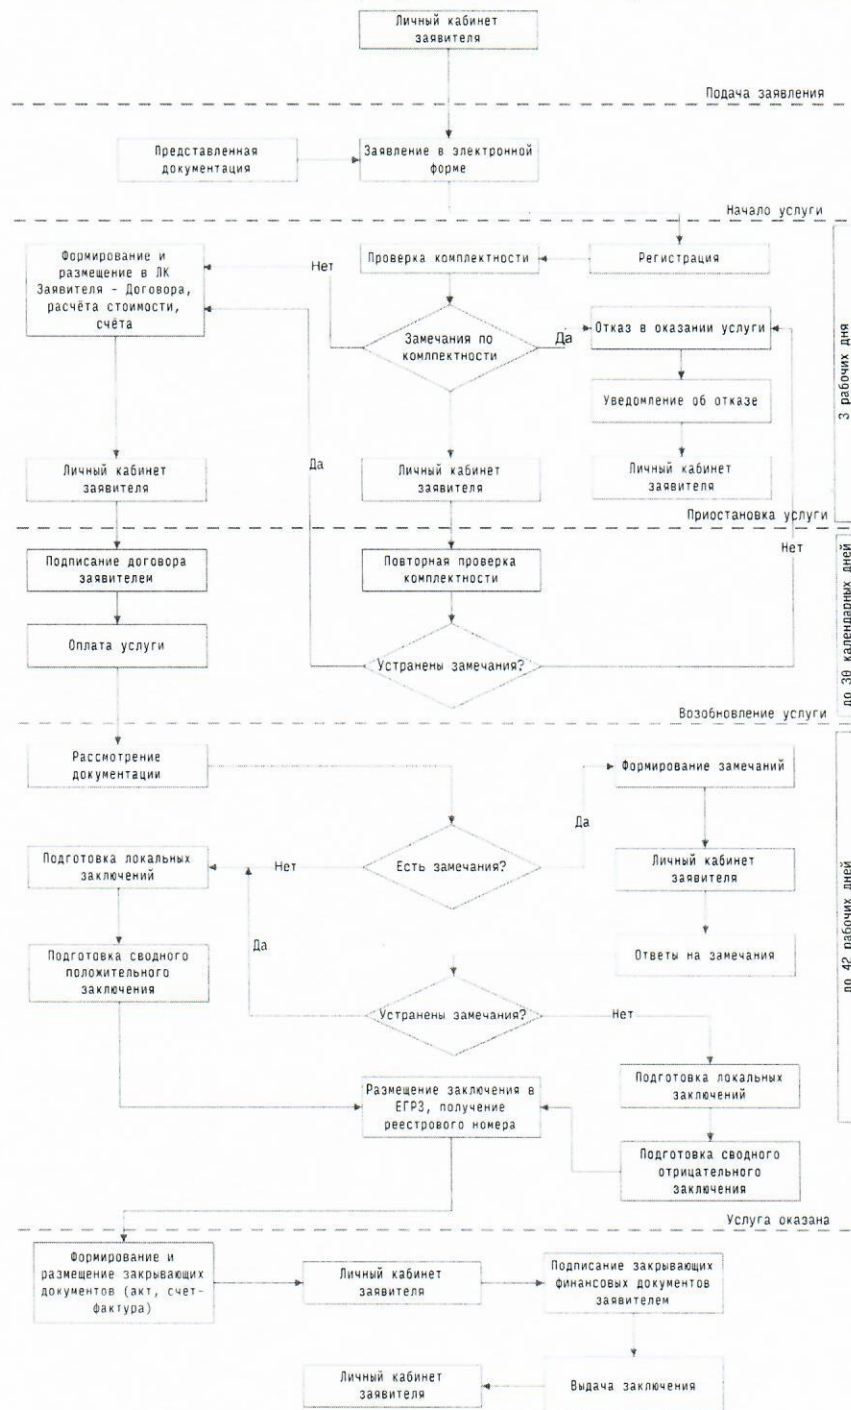 Личный кабинет
заявителя
Подача заявления
Представленная
документация
Заявление в электронной
форме
Начало услуги
Формирование и
размещение в ЛК
Заявителя - Договора,
расчёта стоимости,
счёта
Нет
Проверка комплектности
Регистрация
Замечания по
комлпектности
Да
Отказ в оказании услуги
Уведомление об отказе
3 рабочих дня
Да
Личный кабинет
заявителя
Личный кабинет
заявителя
Личный кабинет
заявителя
Приостановка услуги
Подписание договора
заявителем
Повторная проверка
комплектности
Нет
Оплата услуги
Устранены замечания?
до 30 календарных дней
Возобновление услуги
Рассмотрение
документации
Формирование замечаний
Да
Подготовка локальных
заключений
Нет
Есть замечания?
Личный кабинет
заявителя
Подготовка сводного
положительного
заключения
Да
Ответы на замечания
до 42 рабочих дней
Устранены замечания?
Нет
Размещение заключения в
ЕГРЗ, получение
реестрового номера
Подготовка локальных
заключений
Подготовка сводного
отрицательного
заключения
Услуга оказана
Формирование и
размещение закрывающих
документов (акт, счет-
фактура)
Личный кабинет
заявителя
Подписание закрывающих
финансовых документов
заявителем
Личный кабинет
заявителя
Выдача заключения